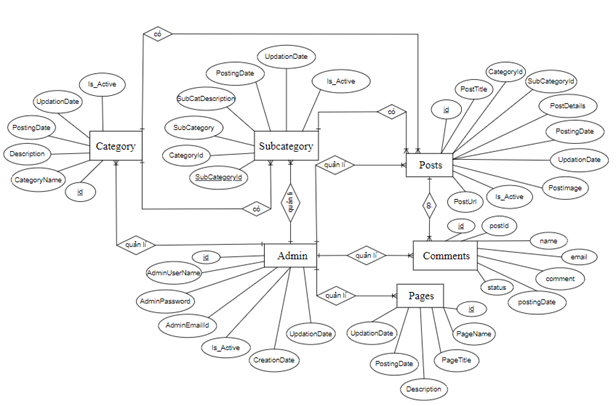 có
UpdationDate
CategoryId
PostingDate
PostTitle
SubCategoryId
Is_Active
Is_Active
id
SubCatDescription
PostDetails
UpdationDate
có
PostingDate
SubCategory
PostingDate
Category
Subcategory
Description
CategoryId
Posts
UpdationDate
quản lí
CategoryName
SubCategoryId
PostImage
id
Is_Active
PostUrl
quản lí
có
id
postId
name
quản lí
id
Admin
quản lí
Comments
email
AdminUserName
comment
quản lí
status
AdminPassword
Pages
postingDate
id
AdminEmailId
UpdationDate
UpdationDate
PageName
Is_Active
CreationDate
PostingDate
PageTitle
Description